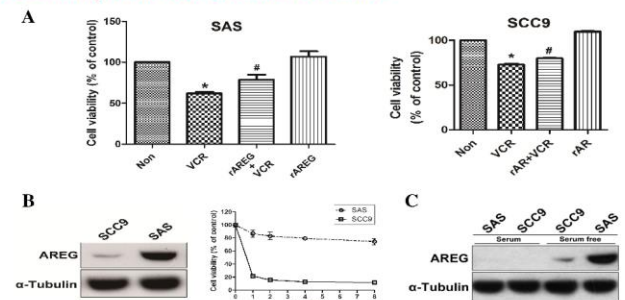 A
SAS
SCC9
Cell viability (% of control)
150
100
50
0
Non
VCR
rAREG + VCR
rAREG
Cell viability (% of control)
100
50
0
Non
VCR
rAR+VCR
rAR
*
#
*
#
B
SCC9
SAS
AREG
α-Tubulin
Cell viability (% of control)
120
100
80
60
40
20
0
0 1 2 3 4 5 6 7 8
SAS
SCC9
C
SAS
SCC9
SCC9
SAS
Serum
Serum free
AREG
α-Tubulin